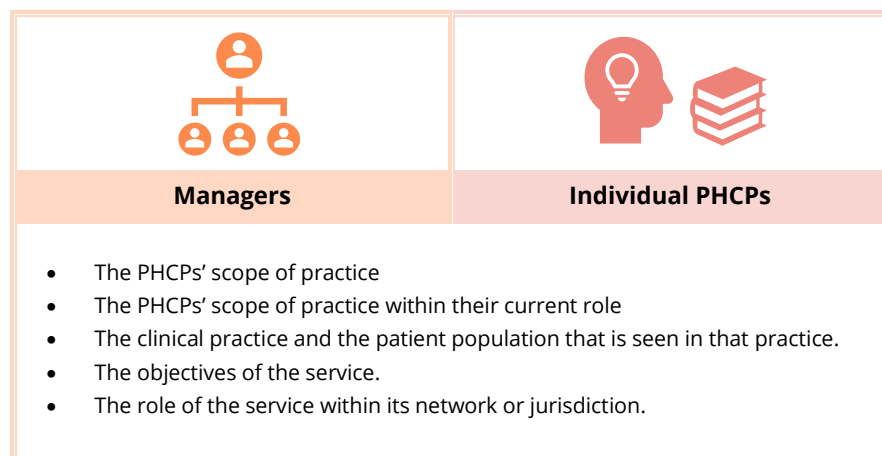 Managers
Individual PHCPs
• The PHCPs’ scope of practice
• The PHCPs’ scope of practice within their current role
• The clinical practice and the patient population that is seen in that practice.
• The objectives of the service.
• The role of the service within its network or jurisdiction.